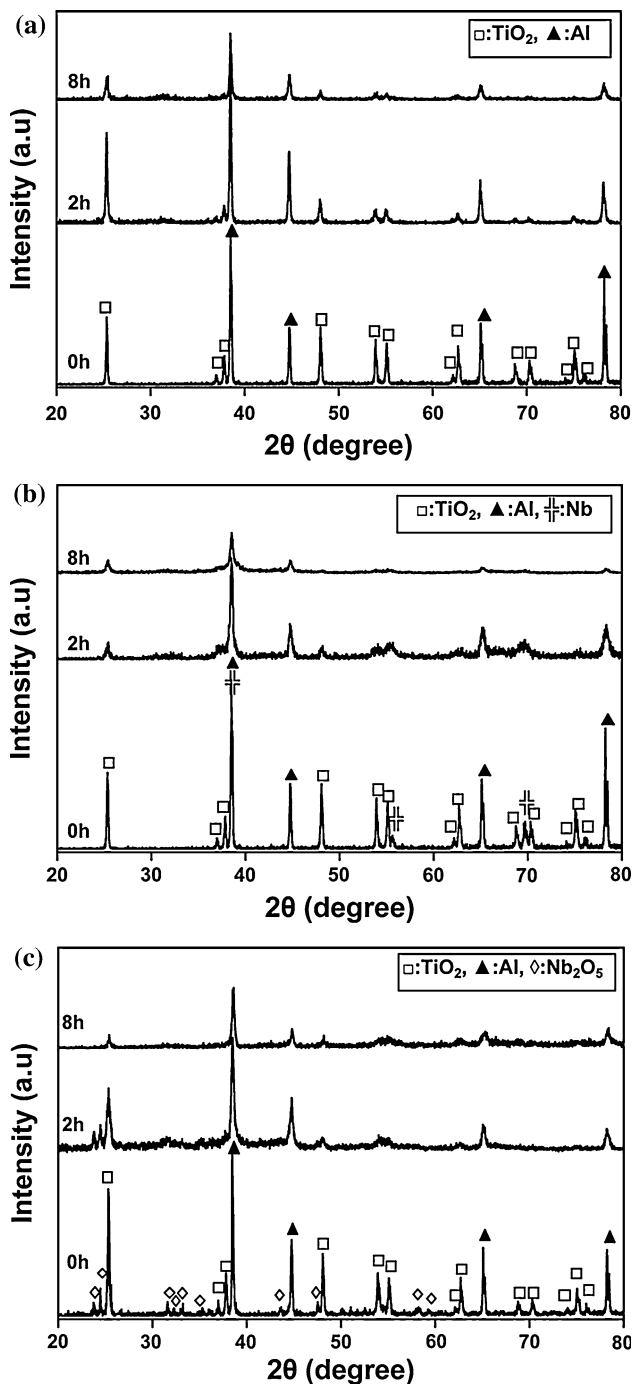 (a)
□:TiO₂, ▲:Al
8h
2h
0h
Intensity (a.u)
20 30 40 50 60 70 80
2θ (degree)
(b)
□:TiO₂, ▲:Al, ╬:Nb
8h
2h
0h
Intensity (a.u)
20 30 40 50 60 70 80
2θ (degree)
(c)
□:TiO₂, ▲:Al, ◊:Nb₂O₅
8h
2h
0h
Intensity (a.u)
20 30 40 50 60 70 80
2θ (degree)